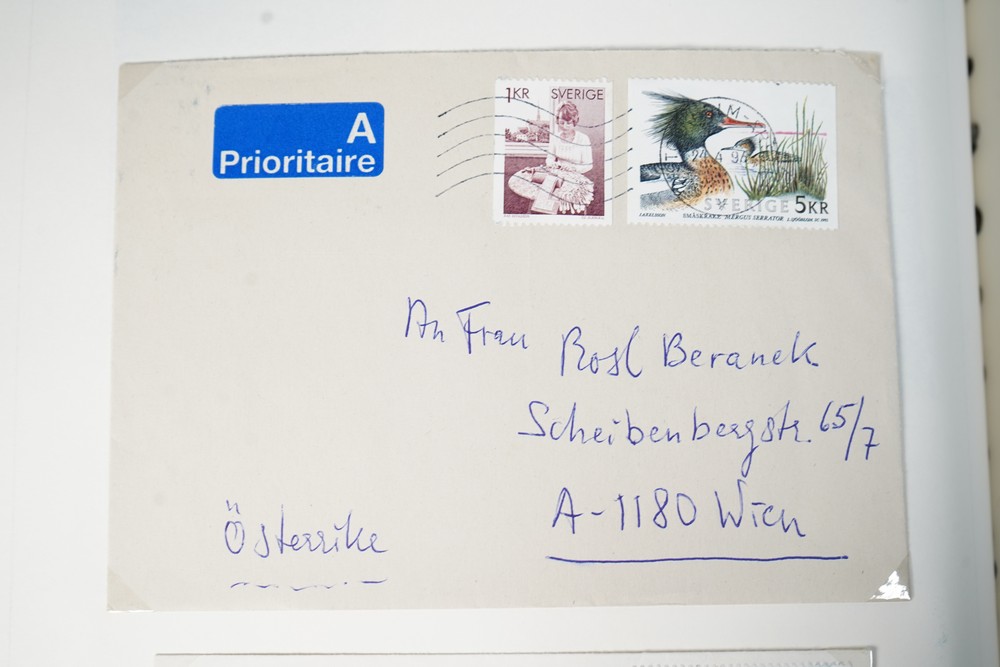 A
Prioritaire
1KR SVERIGE
SVERIGE 5KR
SMÅSKRAKE MERGUS SERRATOR
An Frau Rosl Beranek
Scheibenbergstr. 65/7
A-1180 Wien
Österrike